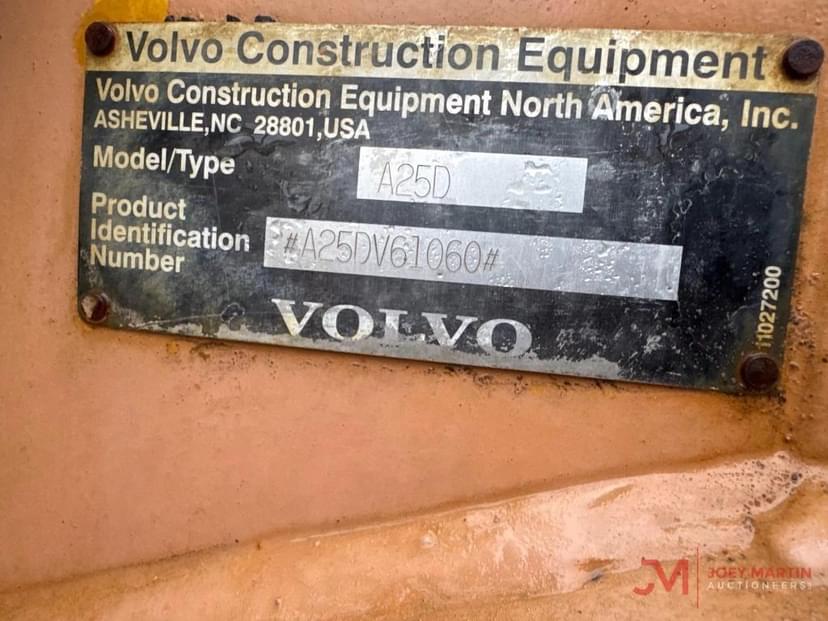 Volvo Construction Equipment
Volvo Construction Equipment North America, Inc.
ASHEVILLE,NC 28801,USA
Model/Type
A25D
Product
Identification
Number
#A25DV61060#
VOLVO
11027200
JM
JOEY MARTIN
AUCTIONEERS